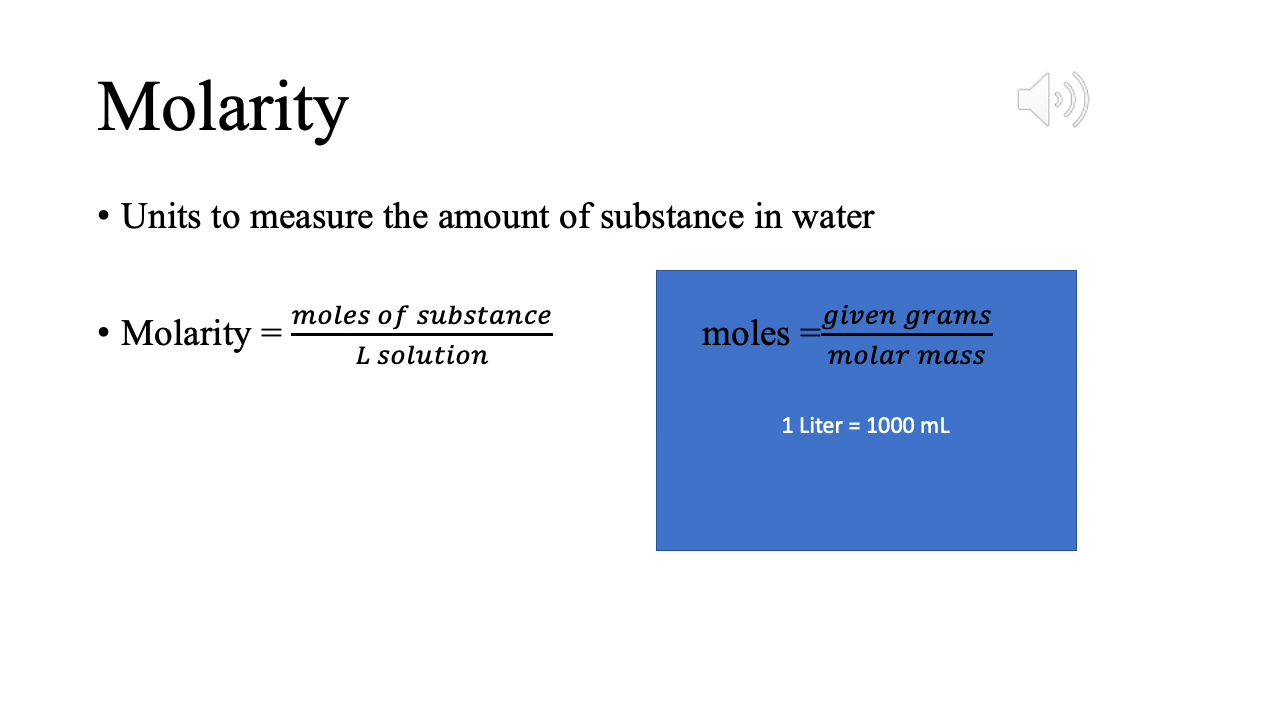 Molarity
• Units to measure the amount of substance in water
• Molarity = moles of substance / L solution
moles = given grams / molar mass
1 Liter = 1000 mL